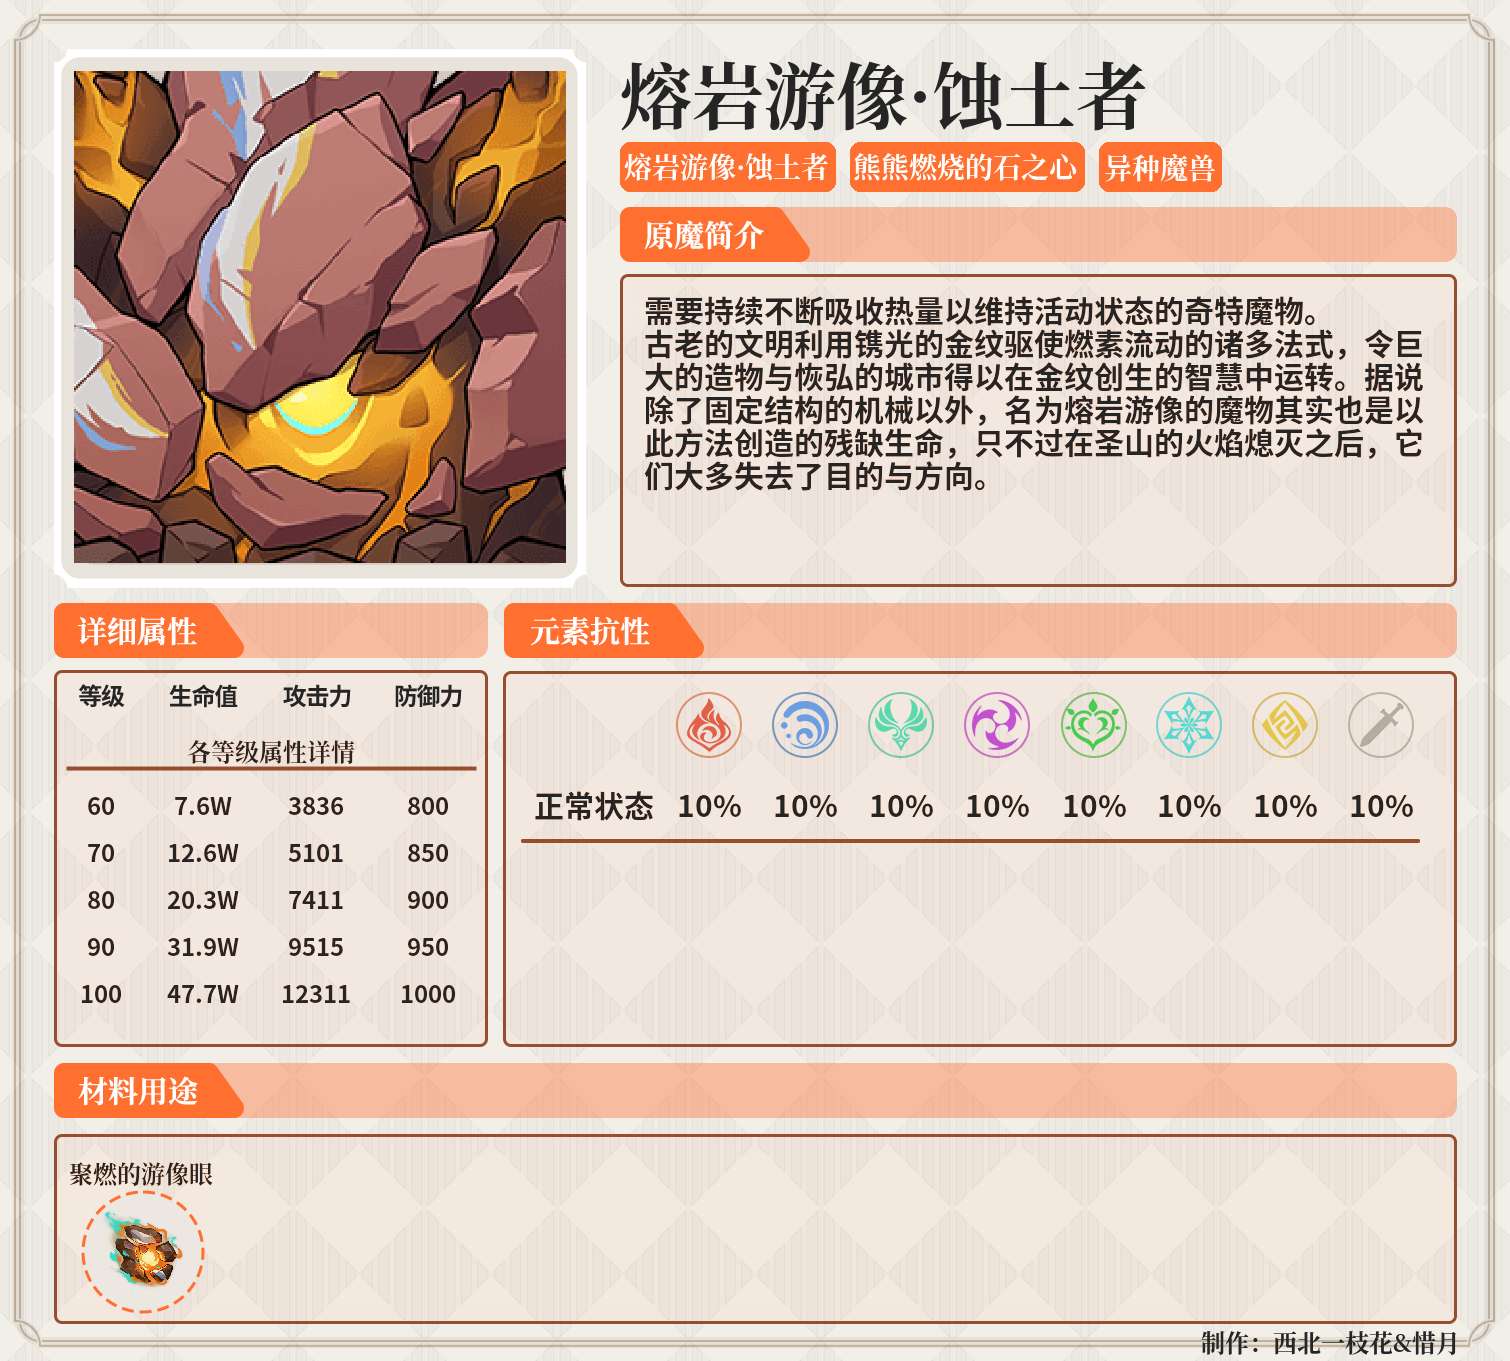 熔岩游像·蚀土者
熔岩游像·蚀土者 熊熊燃烧的石之心 异种魔兽
原魔简介
需要持续不断吸收热量以维持活动状态的奇特魔物。
古老的文明利用镌光的金纹驱使燃素流动的诸多法式，令巨
大的造物与恢弘的城市得以在金纹创生的智慧中运转。据说
除了固定结构的机械以外，名为熔岩游像的魔物其实也是以
此方法创造的残缺生命，只不过在圣山的火焰熄灭之后，它
们大多失去了目的与方向。
详细属性
等级 生命值 攻击力 防御力
各等级属性详情
60 7.6W 3836 800
70 12.6W 5101 850
80 20.3W 7411 900
90 31.9W 9515 950
100 47.7W 12311 1000
元素抗性
正常状态 10% 10% 10% 10% 10% 10% 10% 10%
材料用途
聚燃的游像眼
制作：西北一枝花&惜月